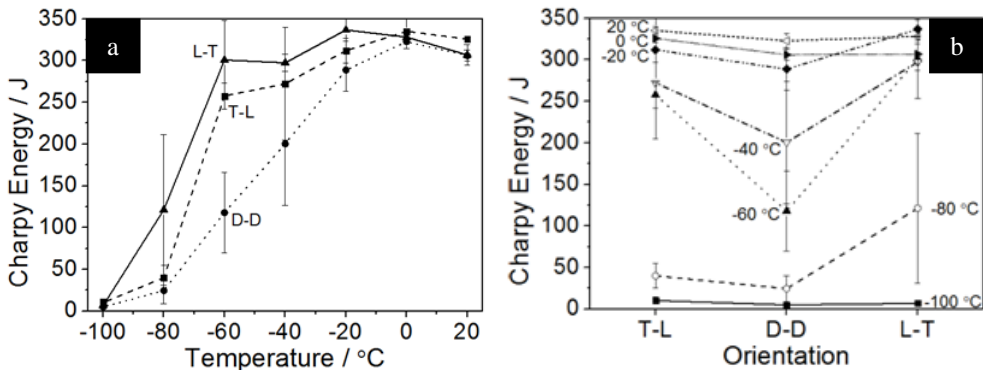 a
Charpy Energy / J
350
300
250
200
150
100
50
0
L-T
T-L
D-D
-100 -80 -60 -40 -20 0 20
Temperature / °C
b
Charpy Energy / J
350
300
250
200
150
100
50
0
20 °C
0 °C
-20 °C
-40 °C
-60 °C
-80 °C
-100 °C
T-L D-D L-T
Orientation